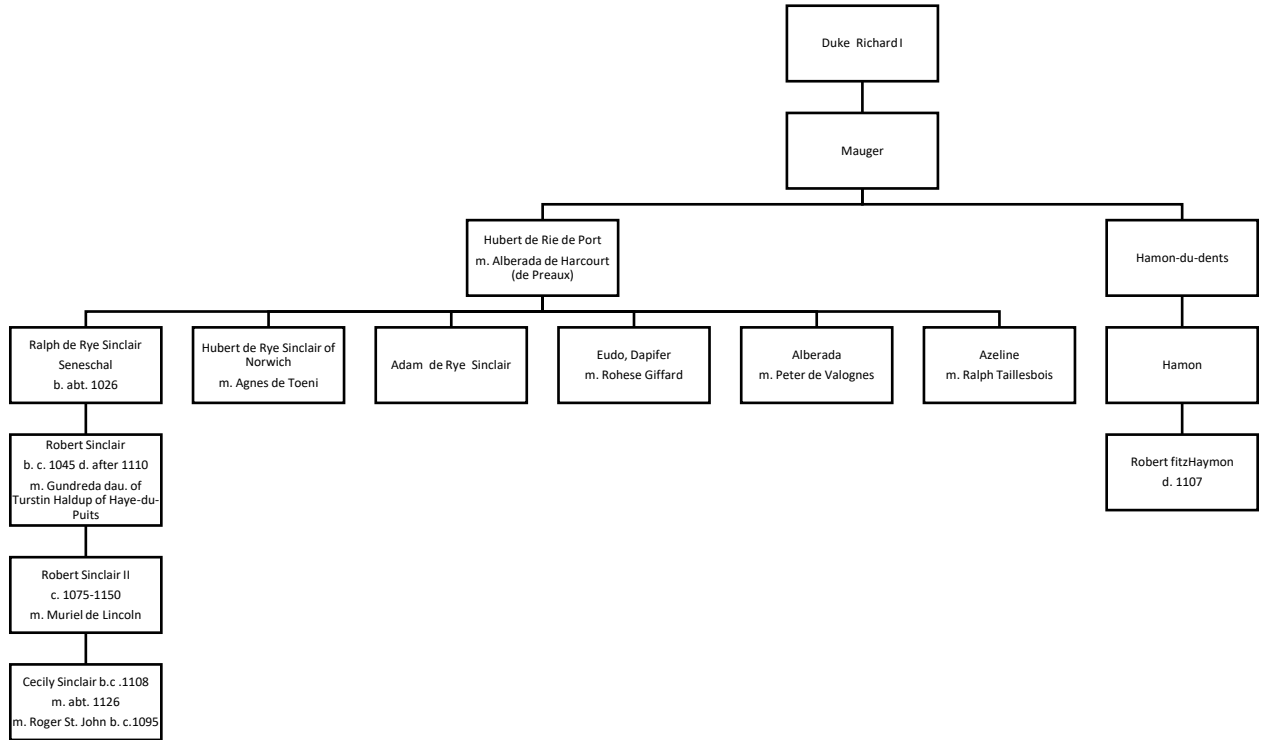 Duke Richard I
Mauger
Hubert de Rie de Port
m. Alberada de Harcourt
(de Preaux)
Hamon-du-dents
Ralph de Rye Sinclair
Seneschal
b. abt. 1026
Hubert de Rye Sinclair of
Norwich
m. Agnes de Toeni
Adam de Rye Sinclair
Eudo, Dapifer
m. Rohese Giffard
Alberada
m. Peter de Valognes
Azeline
m. Ralph Taillesbois
Hamon
Robert Sinclair
b. c. 1045 d. after 1110
m. Gundreda dau. of
Turstin Haldup of Haye-du-
Puits
Robert fitzHaymon
d. 1107
Robert Sinclair II
c. 1075-1150
m. Muriel de Lincoln
Cecily Sinclair b.c .1108
m. abt. 1126
m. Roger St. John b. c.1095